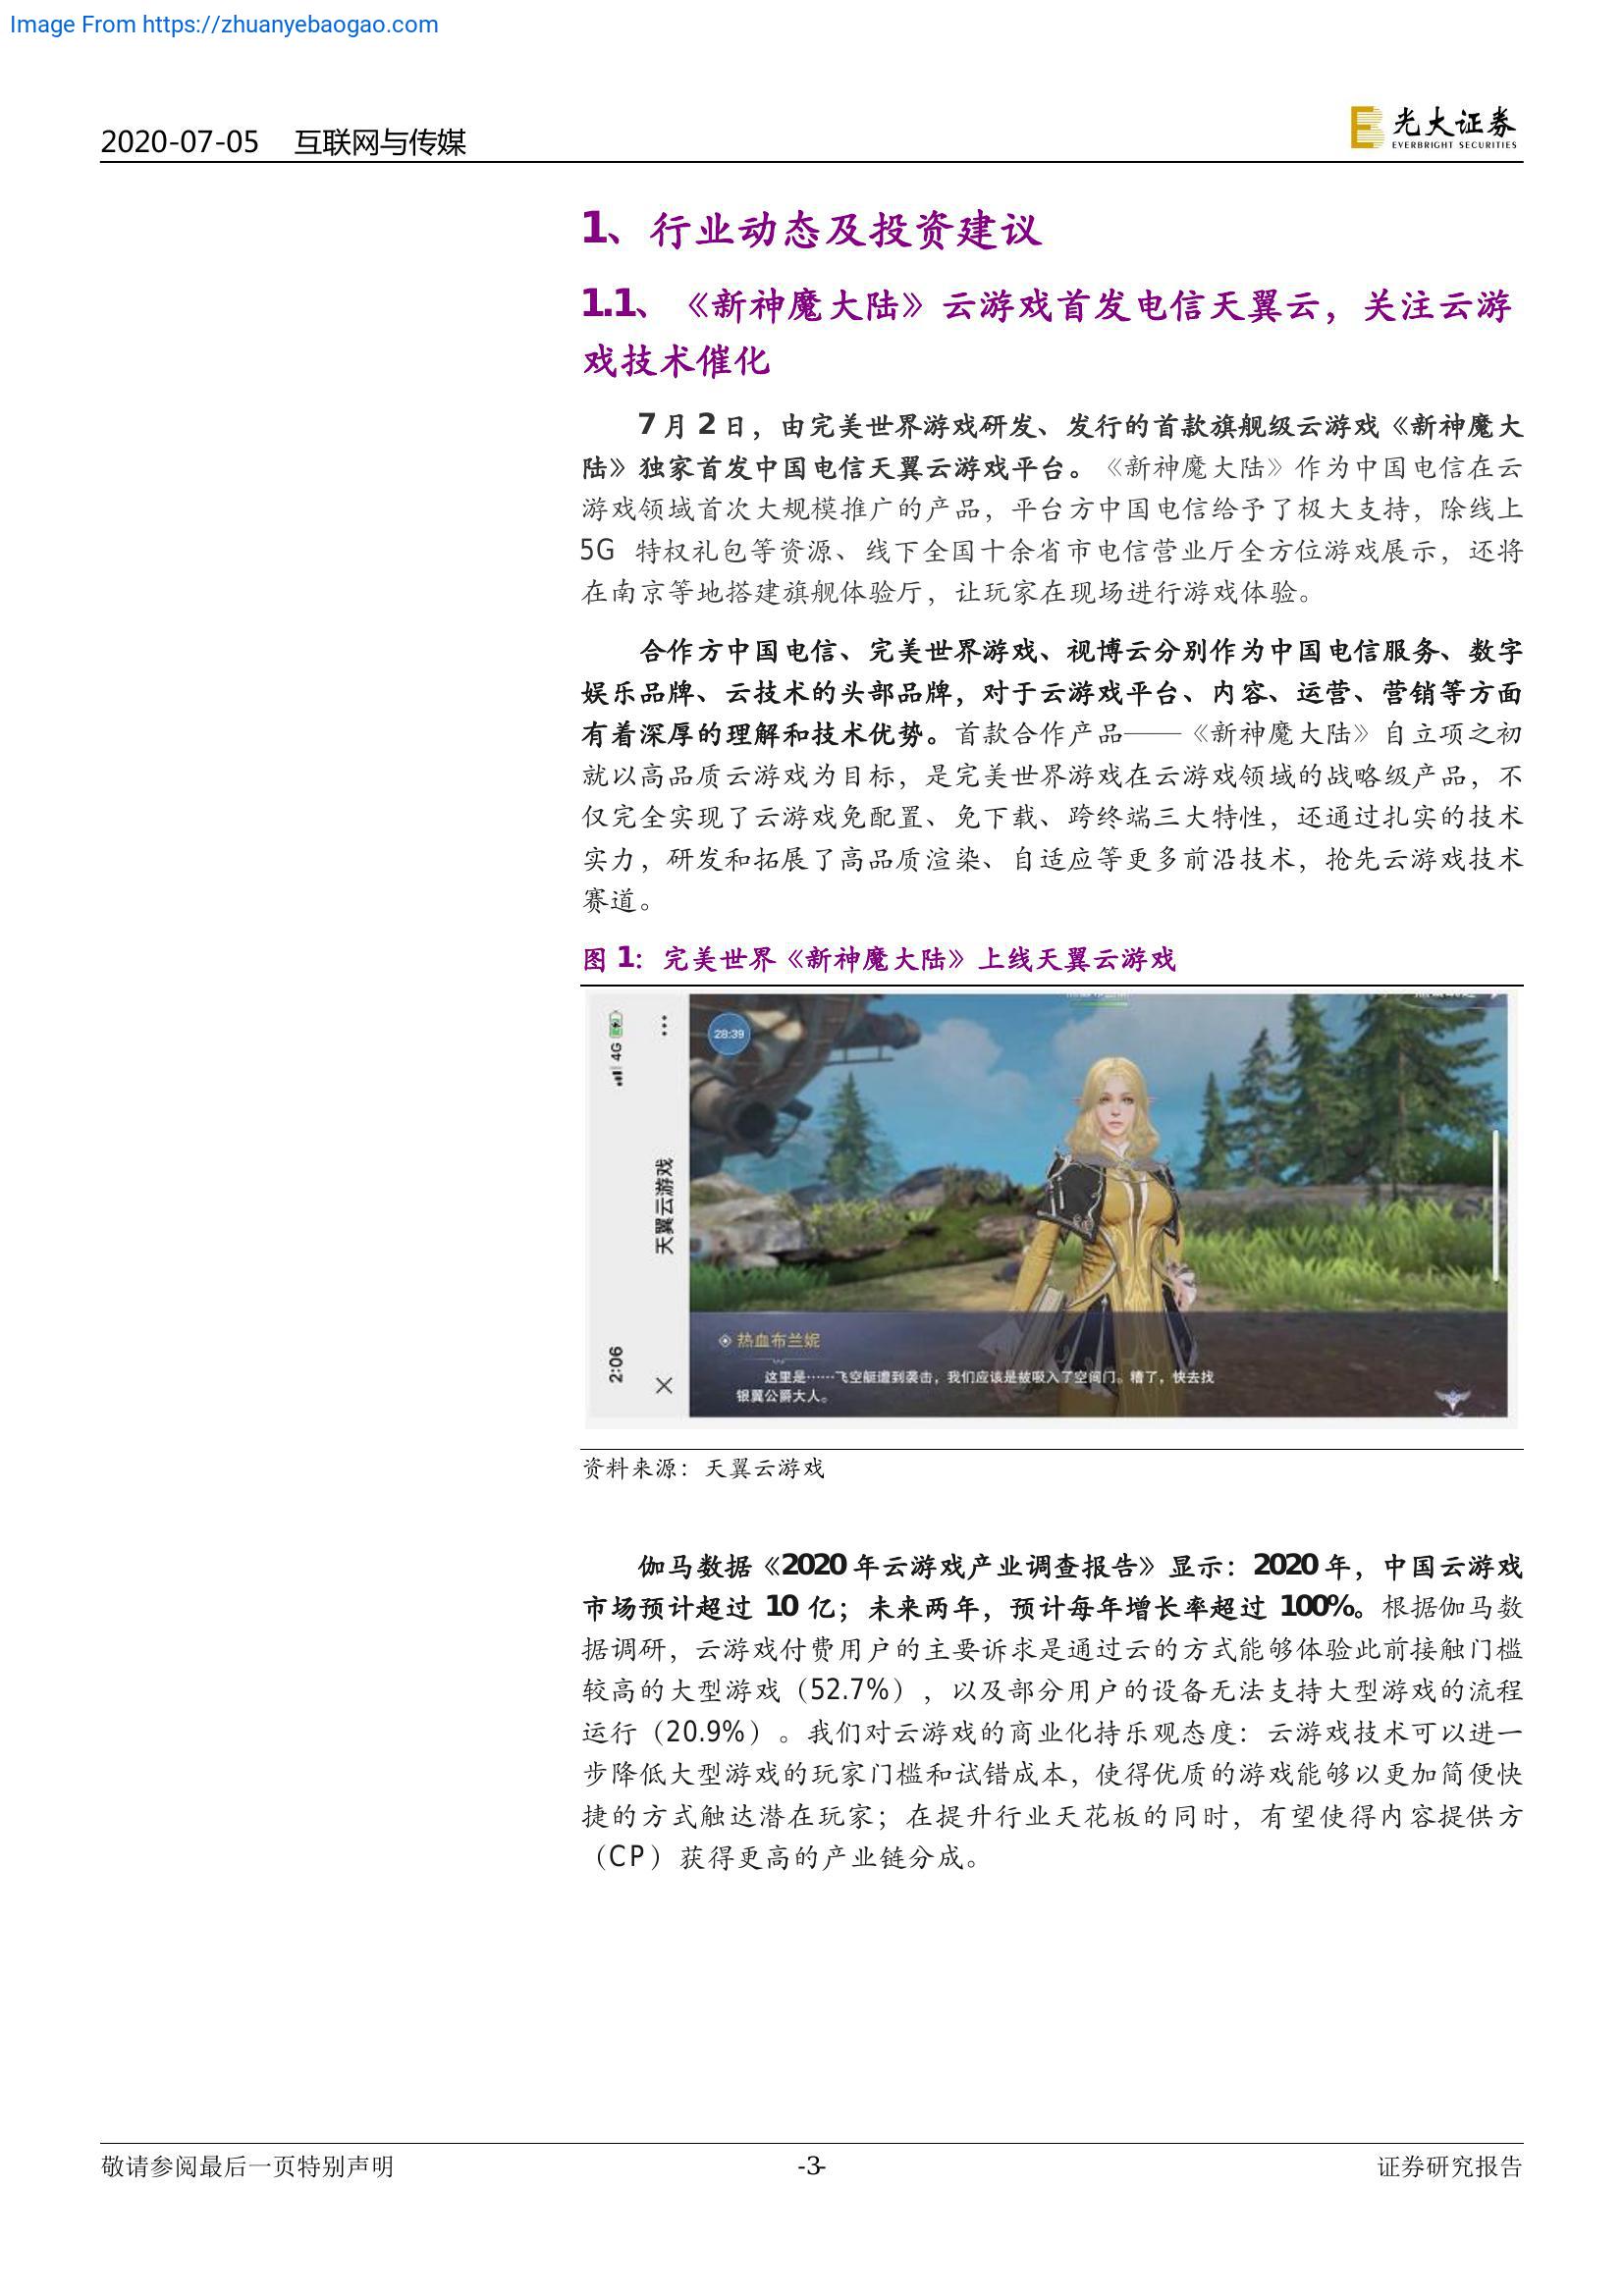 Image From https://zhuanyebaogao.com
2020-07-05 互联网与传媒
光大证券
EVERBRIGHT SECURITIES
1、行业动态及投资建议
1.1、《新神魔大陆》云游戏首发电信天翼云，关注云游
戏技术催化
7 月 2 日，由完美世界游戏研发、发行的首款旗舰级云游戏《新神魔大
陆》独家首发中国电信天翼云游戏平台。《新神魔大陆》作为中国电信在云
游戏领域首次大规模推广的产品，平台方中国电信给予了极大支持，除线上
5G 特权礼包等资源、线下全国十余省市电信营业厅全方位游戏展示，还将
在南京等地搭建旗舰体验厅，让玩家在现场进行游戏体验。
合作方中国电信、完美世界游戏、视博云分别作为中国电信服务、数字
娱乐品牌、云技术的头部品牌，对于云游戏平台、内容、运营、营销等方面
有着深厚的理解和技术优势。首款合作产品——《新神魔大陆》自立项之初
就以高品质云游戏为目标，是完美世界游戏在云游戏领域的战略级产品，不
仅完全实现了云游戏免配置、免下载、跨终端三大特性，还通过扎实的技术
实力，研发和拓展了高品质渲染、自适应等更多前沿技术，抢先云游戏技术
赛道。
图 1：完美世界《新神魔大陆》上线天翼云游戏
4G
2:06
天翼云游戏
28:39
热血布兰妮
这里是……飞空艇遭到袭击，我们应该是被吸入了空间门。糟了，快去找
银翼公爵大人。
资料来源：天翼云游戏
伽马数据《2020 年云游戏产业调查报告》显示：2020 年，中国云游戏
市场预计超过 10 亿；未来两年，预计每年增长率超过 100%。根据伽马数
据调研，云游戏付费用户的主要诉求是通过云的方式能够体验此前接触门槛
较高的大型游戏（52.7%），以及部分用户的设备无法支持大型游戏的流程
运行（20.9%）。我们对云游戏的商业化持乐观态度：云游戏技术可以进一
步降低大型游戏的玩家门槛和试错成本，使得优质的游戏能够以更加简便快
捷的方式触达潜在玩家；在提升行业天花板的同时，有望使得内容提供方
（CP）获得更高的产业链分成。
敬请参阅最后一页特别声明
-3-
证券研究报告